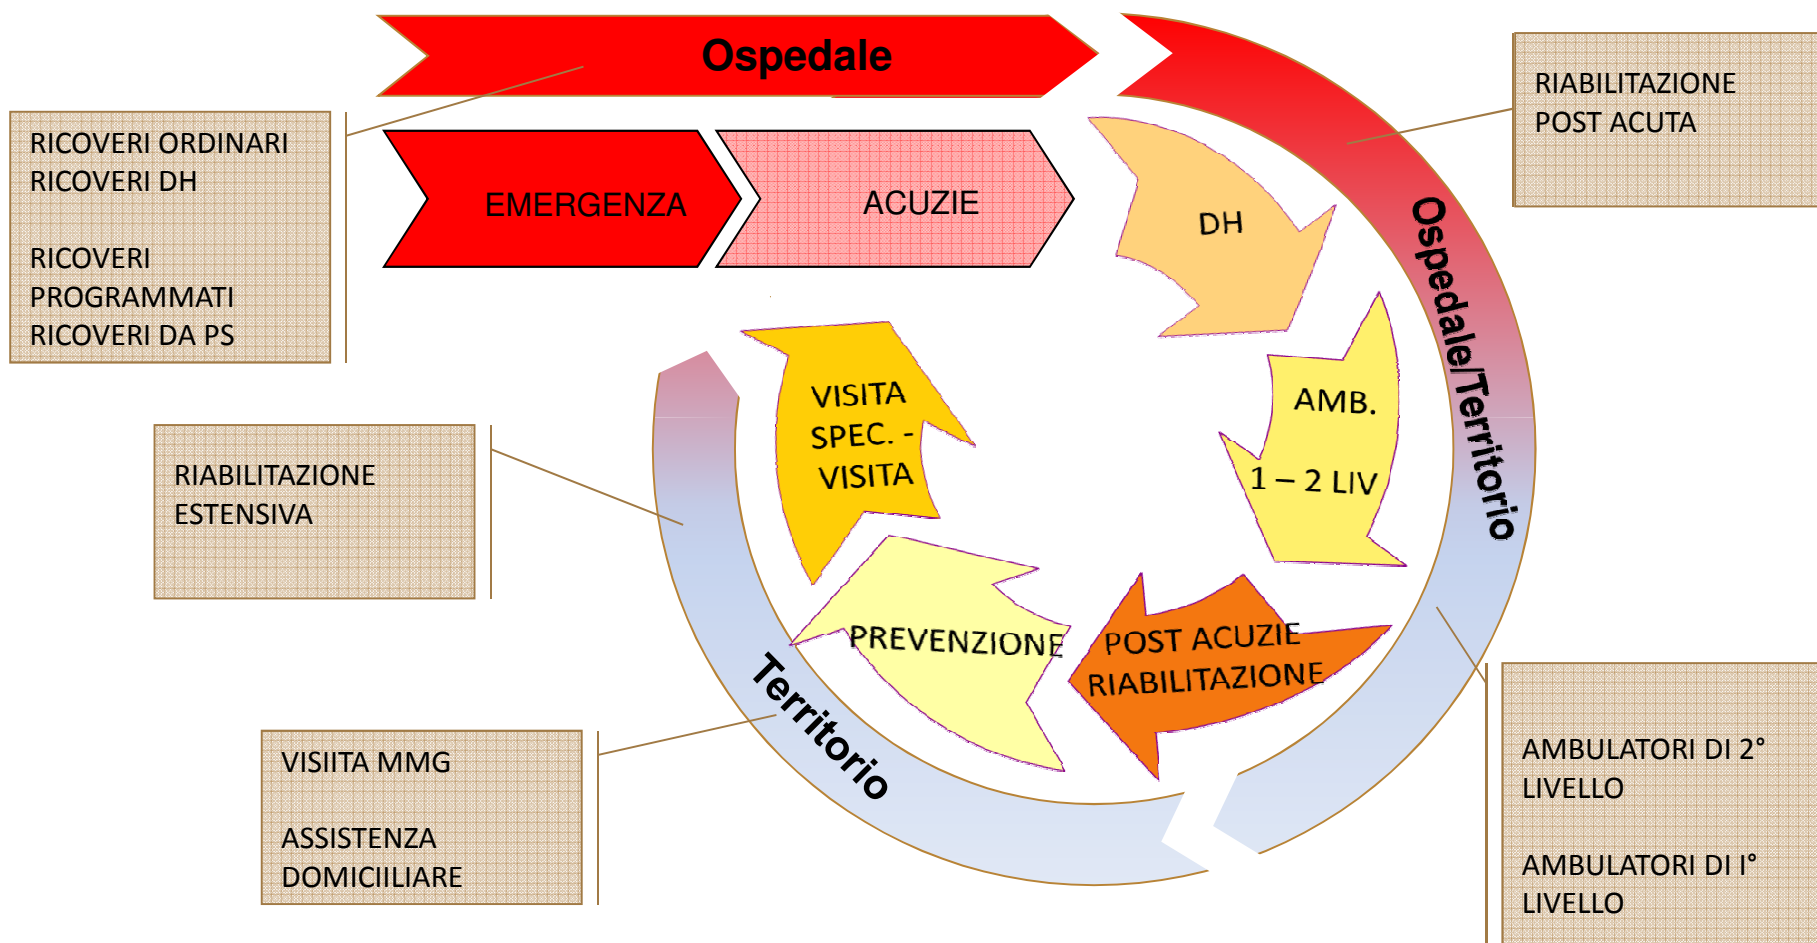 Ospedale
RIABILITAZIONE
POST ACUTA
RICOVERI ORDINARI
RICOVERI DH
RICOVERI
PROGRAMMATI
RICOVERI DA PS
EMERGENZA
ACUZIE
DH
Ospedale/Territorio
VISITA
SPEC. -
VISITA
AMB.
1 – 2 LIV
RIABILITAZIONE
ESTENSIVA
PREVENZIONE
POST ACUZIE
RIABILITAZIONE
Territorio
VISIITA MMG
ASSISTENZA
DOMICIILIARE
AMBULATORI DI 2°
LIVELLO
AMBULATORI DI I°
LIVELLO